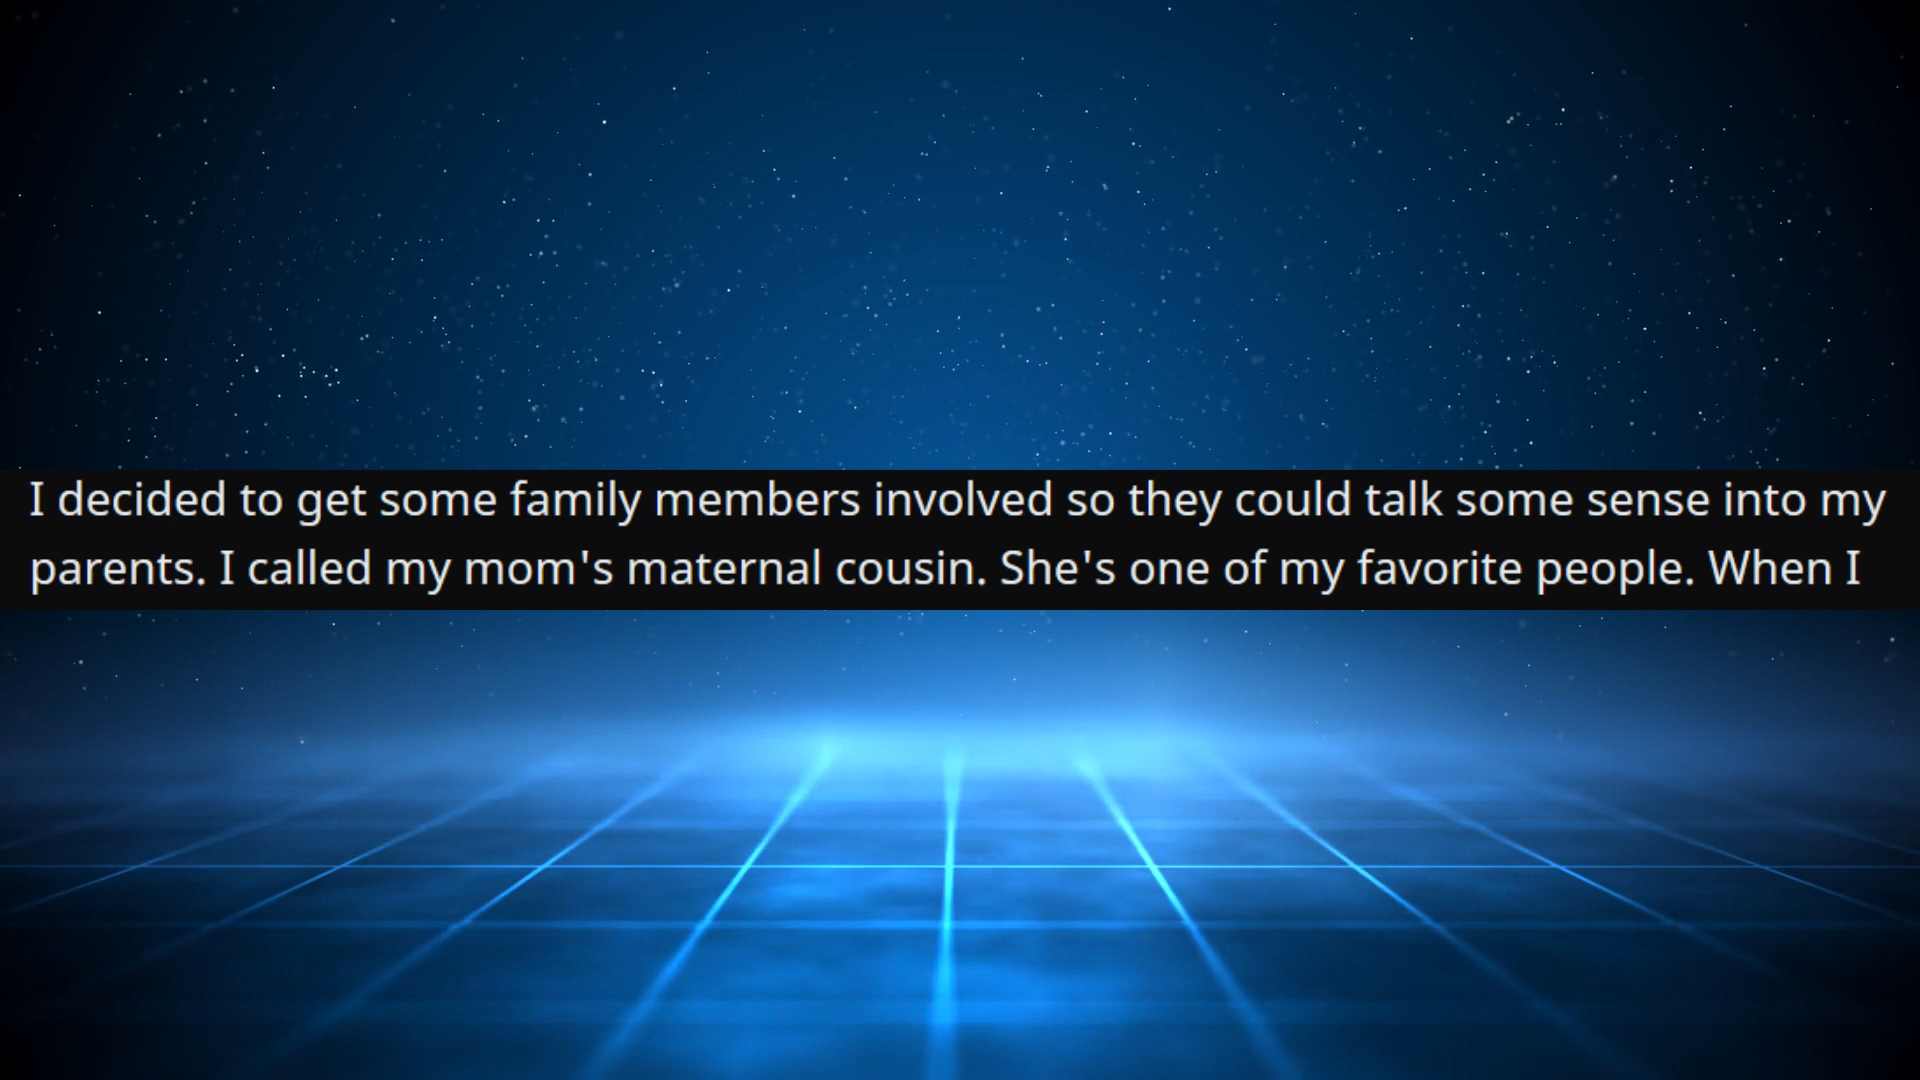 I decided to get some family members involved so they could talk some sense into my
parents. I called my mom's maternal cousin. She's one of my favorite people. When I